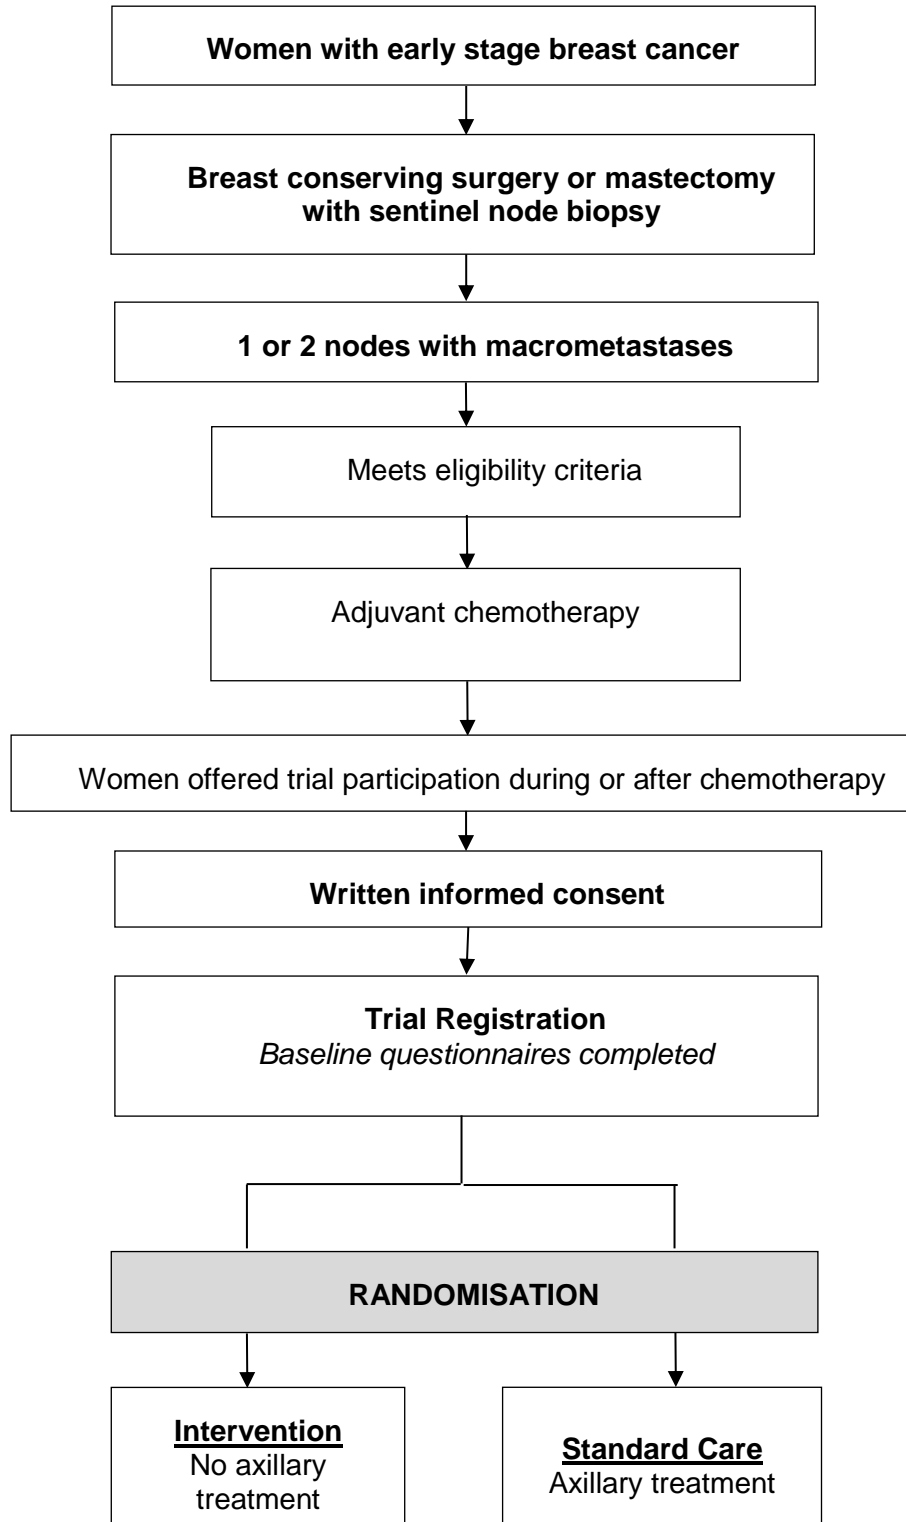 Women with early stage breast cancer
Breast conserving surgery or mastectomy
with sentinel node biopsy
1 or 2 nodes with macrometastases
Meets eligibility criteria
Adjuvant chemotherapy
Women offered trial participation during or after chemotherapy
Written informed consent
Trial Registration
Baseline questionnaires completed
RANDOMISATION
Intervention
No axillary
treatment
Standard Care
Axillary treatment